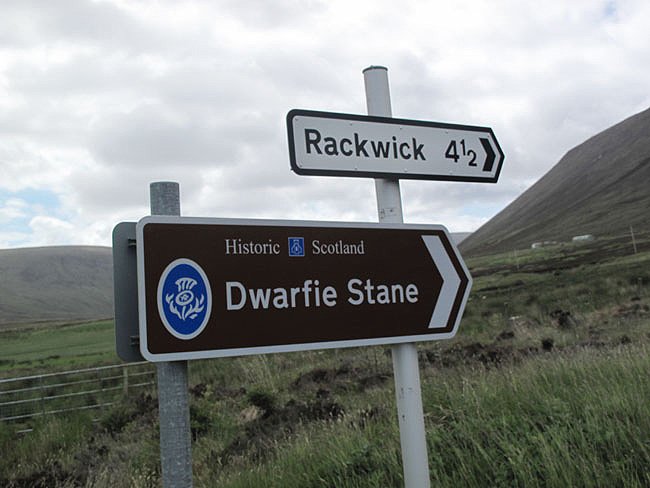 Rackwick 4½
Historic Scotland
Dwarfie Stane